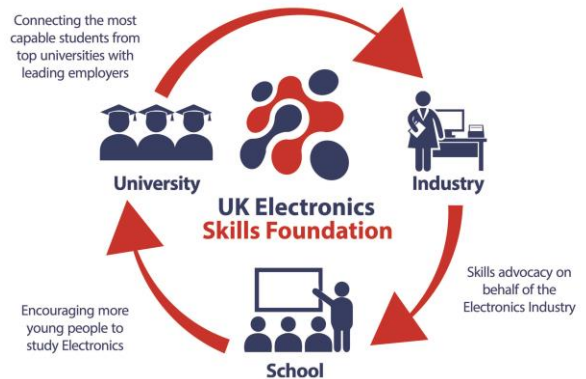 Connecting the most
capable students from
top universities with
leading employers
University
Industry
UK Electronics
Skills Foundation
Skills advocacy on
behalf of the
Electronics Industry
Encouraging more
young people to
study Electronics
School